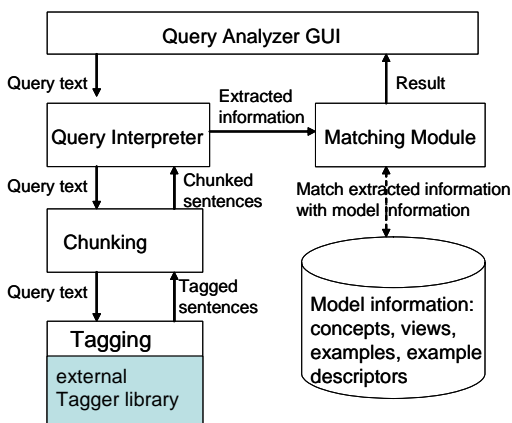 Query Analyzer GUI
Query text
Result
Extracted
information
Query Interpreter
Matching Module
Query text
Chunked
sentences
Match extracted information
with model information
Chunking
Query text
Tagged
sentences
Model information:
concepts, views,
examples, example
descriptors
Tagging
external
Tagger library